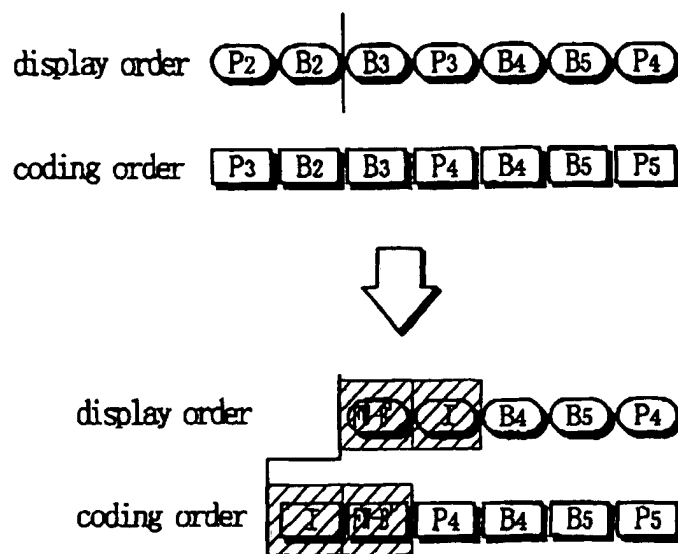 display order P2 B2 B3 P3 B4 B5 P4
coding order P3 B2 B3 P4 B4 B5 P5
display order I B4 B5 P4
coding order I P4 B4 B5 P5